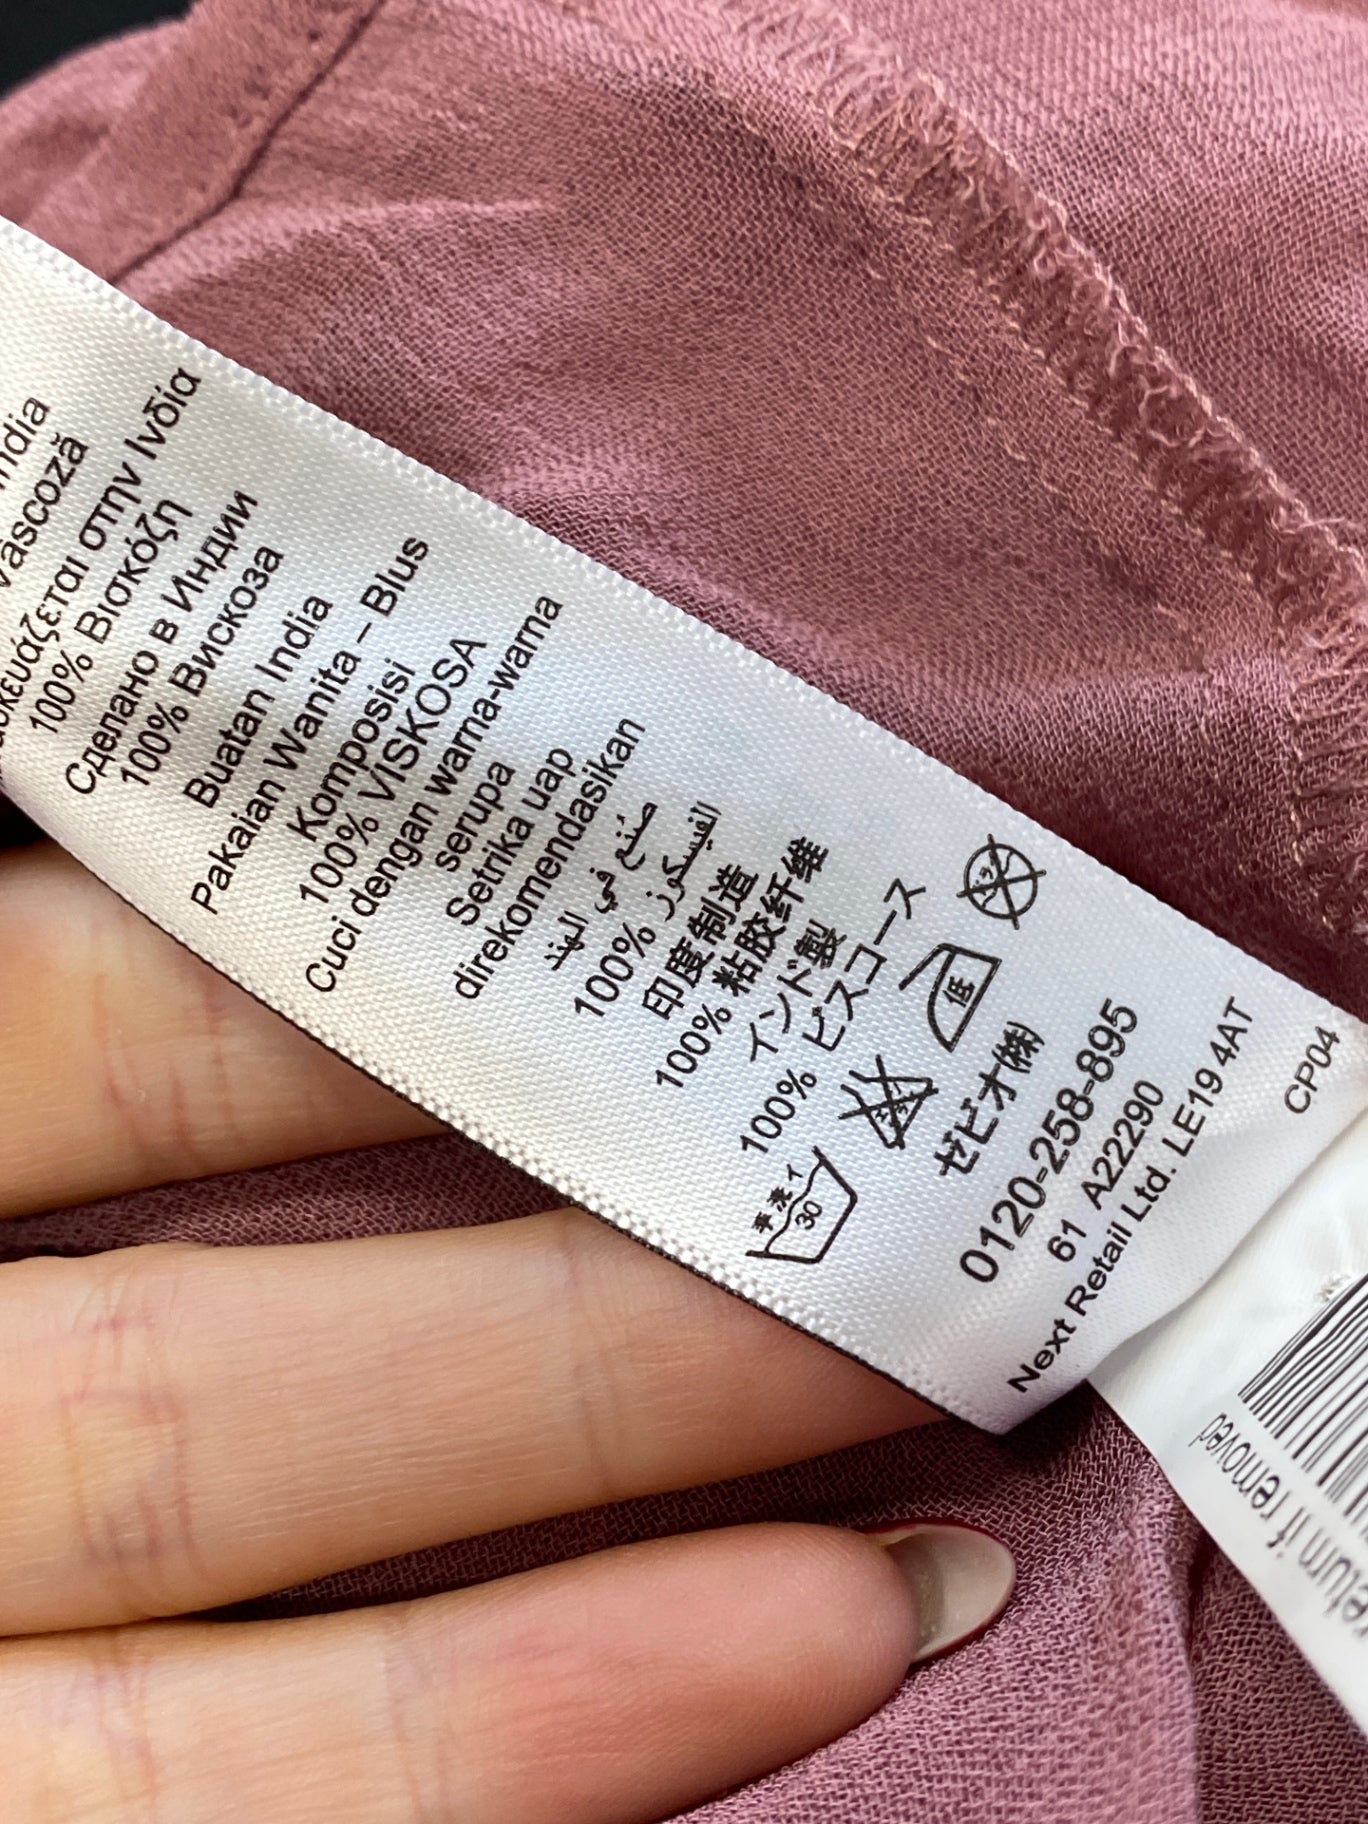 India
Vâscoză
100% Βισκόζη
στην Ινδία
Сделано в Индии
100% Вискоза
Buatan India
Pakaian Wanita – Blus
Komposisi
100% VISKOSA
Cuci dengan warna-warna
serupa
Setrika uap
direkomendasikan
صُنع في الهند
100% الفيسكوز
印度制造
100% 粘胶纤维
インド製
100% ビスコース
手洗イ
30
低
ゼビオ(株)
0120-258-895
61 A22290
Next Retail Ltd. LE19 4AT
CP04
return if removed